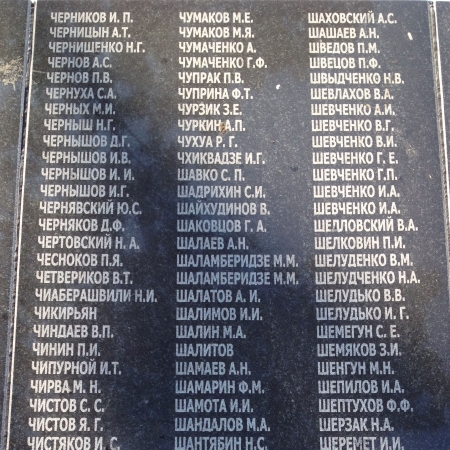 ЧЕРНИКОВ И. П.
ЧЕРНИЦЫН А.Т.
ЧЕРНИЩЕНКО Н.Г.
ЧЕРНОВ А.С.
ЧЕРНОВ П.В.
ЧЕРНУХА С.А.
ЧЕРНЫХ М.И.
ЧЕРНЫШ Н.Г.
ЧЕРНЫШОВ Д.Г.
ЧЕРНЫШОВ И.В.
ЧЕРНЫШОВ И. И.
ЧЕРНЫШОВ И.Г.
ЧЕРНЯВСКИЙ Ю.С.
ЧЕРНЯКОВ Д.Ф.
ЧЕРТОВСКИЙ Н. А.
ЧЕСНОКОВ П.Я.
ЧЕТВЕРИКОВ В.Т.
ЧИАБЕРАШВИЛИ Н.И.
ЧИКИРЬЯН
ЧИНДАЕВ В.П.
ЧИНИН П.И.
ЧИПУРНОЙ И.Т.
ЧИРВА М. Н.
ЧИСТОВ С. С.
ЧИСТОВ Я. Г.
ЧИСТЯКОВ И. С.
ЧУМАКОВ М.Е.
ЧУМАКОВ М.Я.
ЧУМАЧЕНКО А.
ЧУМАЧЕНКО Г.Ф.
ЧУПРАК П.В.
ЧУПРИНА Ф.Т.
ЧУРЗИК З.Е.
ЧУРКИН А.П.
ЧУХУА Р. Г.
ЧХИКВАДЗЕ И.Г.
ШАВКО С. П.
ШАДРИХИН С.И.
ШАЙХУДИНОВ В.
ШАКОВЦОВ Г. А.
ШАЛАЕВ А.Н.
ШАЛАМБЕРИДЗЕ М.М.
ШАЛАМБЕРИДЗЕ М.М.
ШАЛАТОВ А. И.
ШАЛИМОВ И.И.
ШАЛИН М.А.
ШАЛИТОВ
ШАМАЕВ А.Н.
ШАМАРИН Ф.М.
ШАМОТА И.И.
ШАНДАЛОВ М.А.
ШАНТЯБИН Н.С.
ШАХОВСКИЙ А.С.
ШАШАЕВ А.Н.
ШВЕДОВ П.М.
ШВЕЦОВ П.Ф.
ШВЫДЧЕНКО Н.В.
ШЕВЛАХОВ В.А.
ШЕВЧЕНКО А.И.
ШЕВЧЕНКО В.Г.
ШЕВЧЕНКО В.И.
ШЕВЧЕНКО Г. Е.
ШЕВЧЕНКО Г.П.
ШЕВЧЕНКО И.А.
ШЕВЧЕНКО И.А.
ШЕДЛОВСКИЙ В.А.
ШЕЛКОВИН П.И.
ШЕЛУДЕНКО В.М.
ШЕЛУДЧЕНКО Н.А.
ШЕЛУДЬКО В.В.
ШЕЛУДЬКО И. Г.
ШЕМЕГУН С. Е.
ШЕМЯКОВ З.И.
ШЕНГУН М.Н.
ШЕПИЛОВ И.А.
ШЕПТУХОВ Ф.Ф.
ШЕРЗАК Н.А.
ШЕРЕМЕТ И.И.